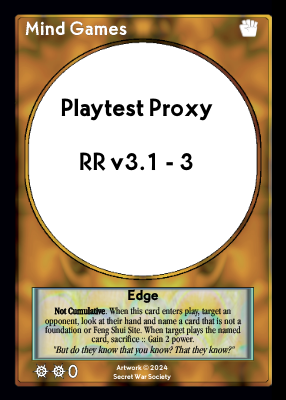 Mind Games
Playtest Proxy
RR v3.1 - 3
Edge
Not Cumulative. When this card enters play, target an
opponent, look at their hand and name a card that is not a
foundation or Feng Shui Site. When target plays the named
card, sacrifice :: Gain 2 power.
"But do they know that you know? That they know?"
0
Artwork © 2024
Secret War Society